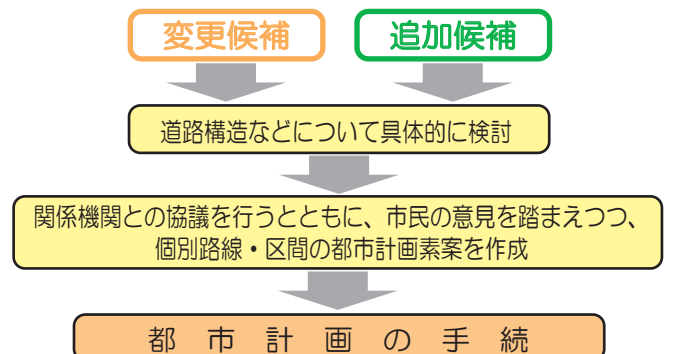 変更候補
追加候補
道路構造などについて具体的に検討
関係機関との協議を行うとともに、市民の意見を踏まえつつ、
個別路線・区間の都市計画素案を作成
都市計画の手続